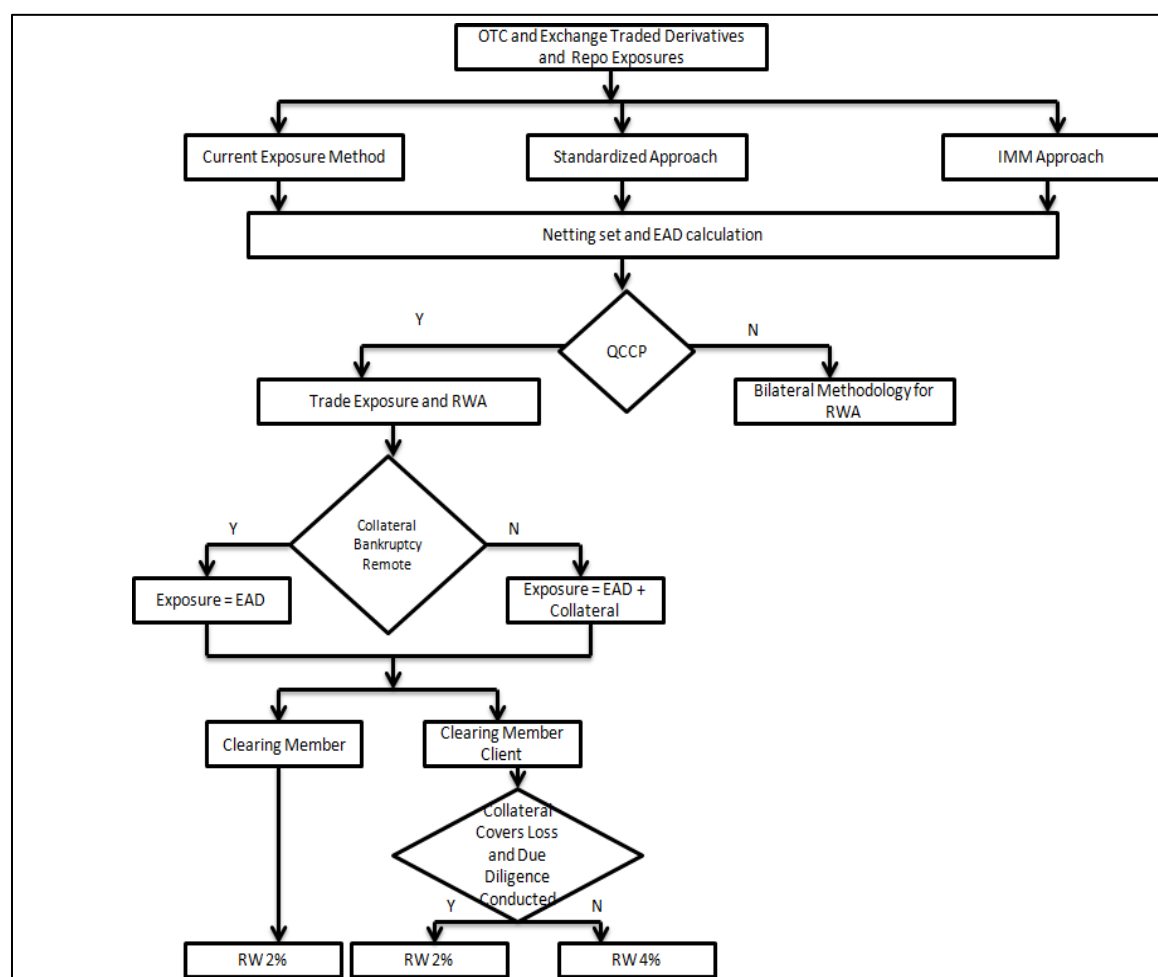 OTC and Exchange Traded Derivatives
and Repo Exposures
Current Exposure Method
Standardized Approach
IMM Approach
Netting set and EAD calculation
Y
N
QCCP
Trade Exposure and RWA
Bilateral Methodology for
RWA
Y
Collateral
Bankruptcy
Remote
N
Exposure = EAD
Exposure = EAD +
Collateral
Clearing Member
Clearing Member
Client
Collateral
Covers Loss
and Due
Diligence
Conducted
Y
N
RW 2%
RW 2%
RW 4%